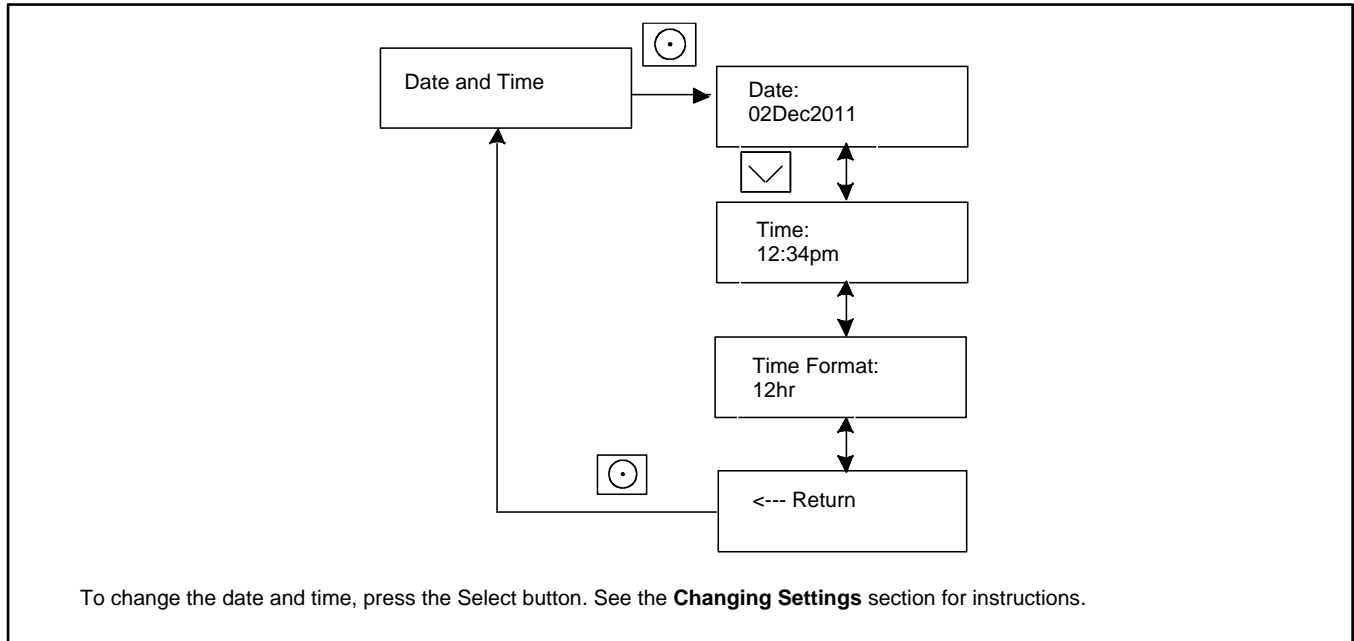 Date and Time
Date:
02Dec2011
Time:
12:34pm
Time Format:
12hr
<--- Return
To change the date and time, press the Select button. See the Changing Settings section for instructions.